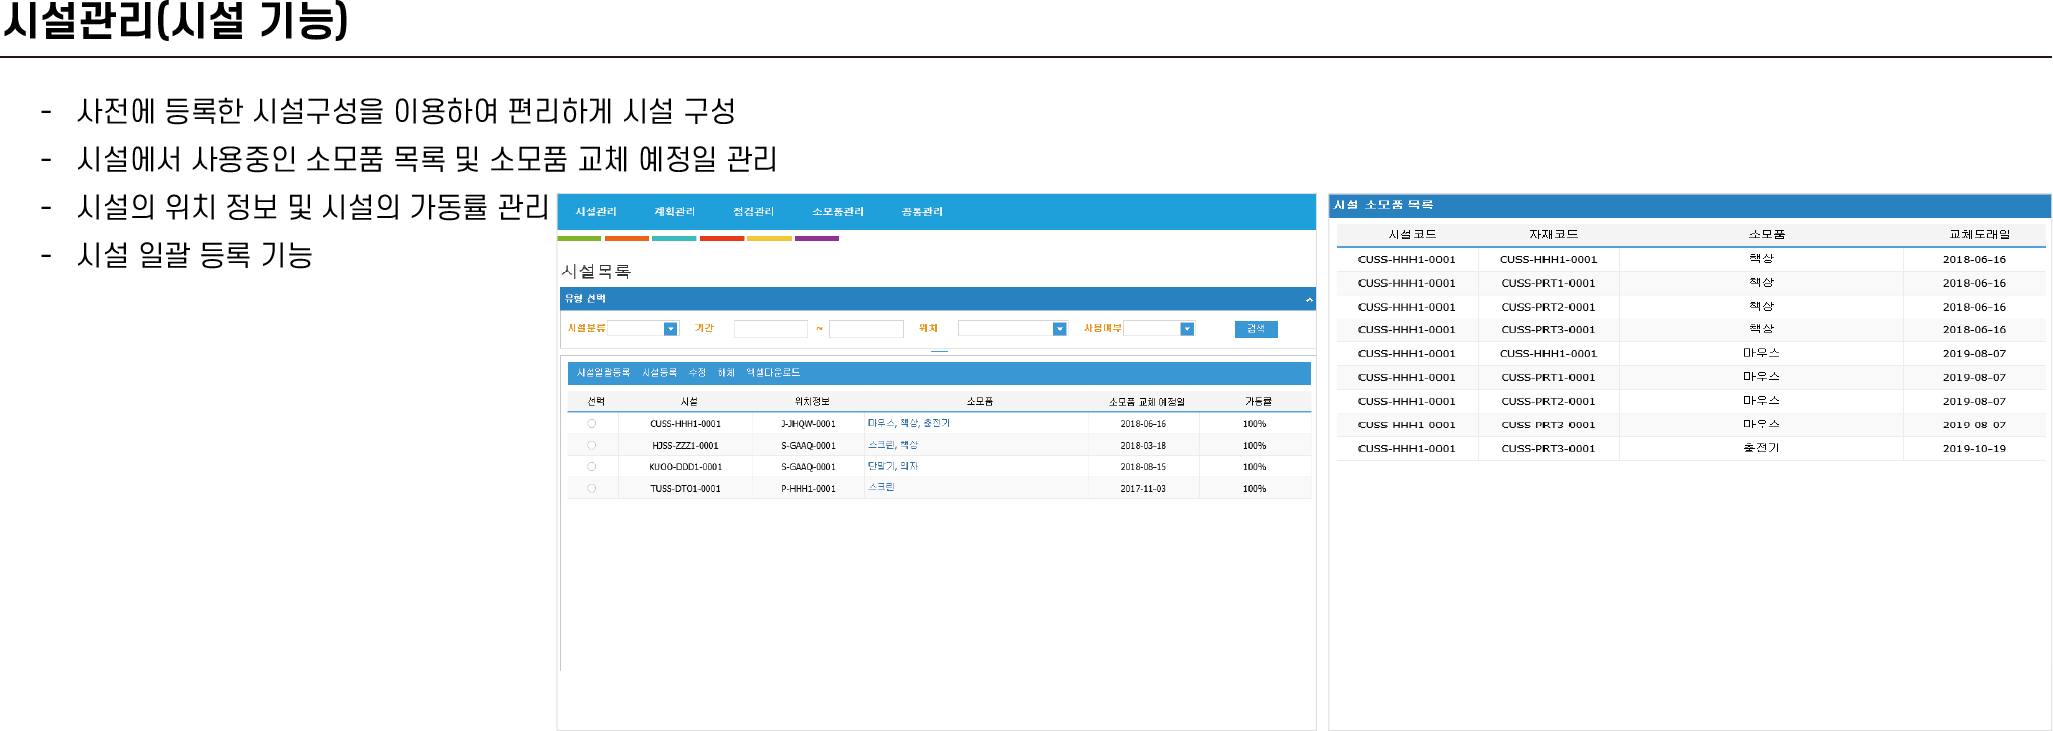 시설관리(시설 기능)
- 사전에 등록한 시설구성을 이용하여 편리하게 시설 구성
- 시설에서 사용중인 소모품 목록 및 소모품 교체 예정일 관리
- 시설의 위치 정보 및 시설의 가동률 관리
- 시설 일괄 등록 기능
시설관리 계획관리 점검관리 소모품관리 공통관리
시설목록
유형 선택
시설분류 기간 ~ 위치 사용여부 검색
시설일괄등록 시설등록 수정 해체 엑셀다운로드
선택 시설 위치정보 소모품 소모품 교체 예정일 가동률
CUSS-HHH1-0001 J-JHQW-0001 마우스, 책상, 충전기 2018-06-16 100%
HJSS-ZZZ1-0001 S-GAAQ-0001 스크린, 책상 2018-03-18 100%
KUOO-DDD1-0001 S-GAAQ-0001 단말기, 의자 2018-08-15 100%
TUSS-DTO1-0001 P-HHH1-0001 스크린 2017-11-03 100%
시설 소모품 목록
시설코드 자재코드 소모품 교체도래일
CUSS-HHH1-0001 CUSS-HHH1-0001 책상 2018-06-16
CUSS-HHH1-0001 CUSS-PRT1-0001 책상 2018-06-16
CUSS-HHH1-0001 CUSS-PRT2-0001 책상 2018-06-16
CUSS-HHH1-0001 CUSS-PRT3-0001 책상 2018-06-16
CUSS-HHH1-0001 CUSS-HHH1-0001 마우스 2019-08-07
CUSS-HHH1-0001 CUSS-PRT1-0001 마우스 2019-08-07
CUSS-HHH1-0001 CUSS-PRT2-0001 마우스 2019-08-07
CUSS-HHH1-0001 CUSS-PRT3-0001 마우스 2019-08-07
CUSS-HHH1-0001 CUSS-PRT3-0001 충전기 2019-10-19